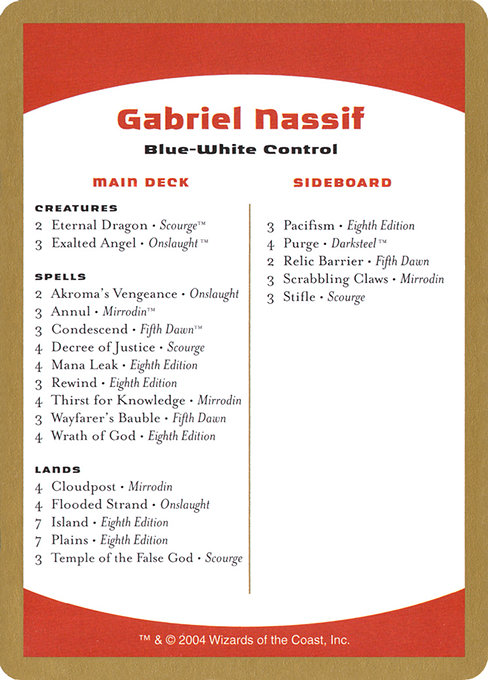 Gabriel Nassif
Blue-White Control
MAIN DECK
CREATURES
2 Eternal Dragon • Scourge™
3 Exalted Angel • Onslaught™
SPELLS
2 Akroma's Vengeance • Onslaught
3 Annul • Mirrodin™
3 Condescend • Fifth Dawn™
4 Decree of Justice • Scourge
4 Mana Leak • Eighth Edition
3 Rewind • Eighth Edition
4 Thirst for Knowledge • Mirrodin
3 Wayfarer's Bauble • Fifth Dawn
4 Wrath of God • Eighth Edition
LANDS
4 Cloudpost • Mirrodin
4 Flooded Strand • Onslaught
7 Island • Eighth Edition
7 Plains • Eighth Edition
3 Temple of the False God • Scourge
SIDEBOARD
3 Pacifism • Eighth Edition
4 Purge • Darksteel™
2 Relic Barrier • Fifth Dawn
3 Scrabbling Claws • Mirrodin
3 Stifle • Scourge
™ & © 2004 Wizards of the Coast, Inc.